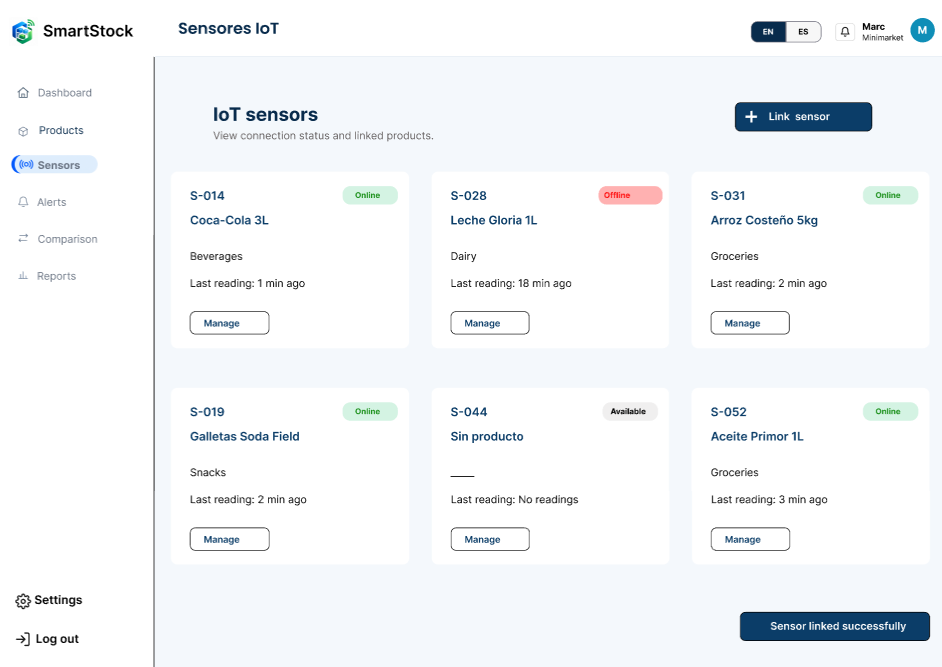 SmartStock
Sensores IoT
EN ES
Marc
Minimarket
M
Dashboard
Products
Sensors
Alerts
Comparison
Reports
Settings
Log out
IoT sensors
View connection status and linked products.
+ Link sensor
S-014 Online
Coca-Cola 3L
Beverages
Last reading: 1 min ago
Manage
S-028 Offline
Leche Gloria 1L
Dairy
Last reading: 18 min ago
Manage
S-031 Online
Arroz Costeño 5kg
Groceries
Last reading: 2 min ago
Manage
S-019 Online
Galletas Soda Field
Snacks
Last reading: 2 min ago
Manage
S-044 Available
Sin producto
____
Last reading: No readings
Manage
S-052 Online
Aceite Primor 1L
Groceries
Last reading: 3 min ago
Manage
Sensor linked successfully